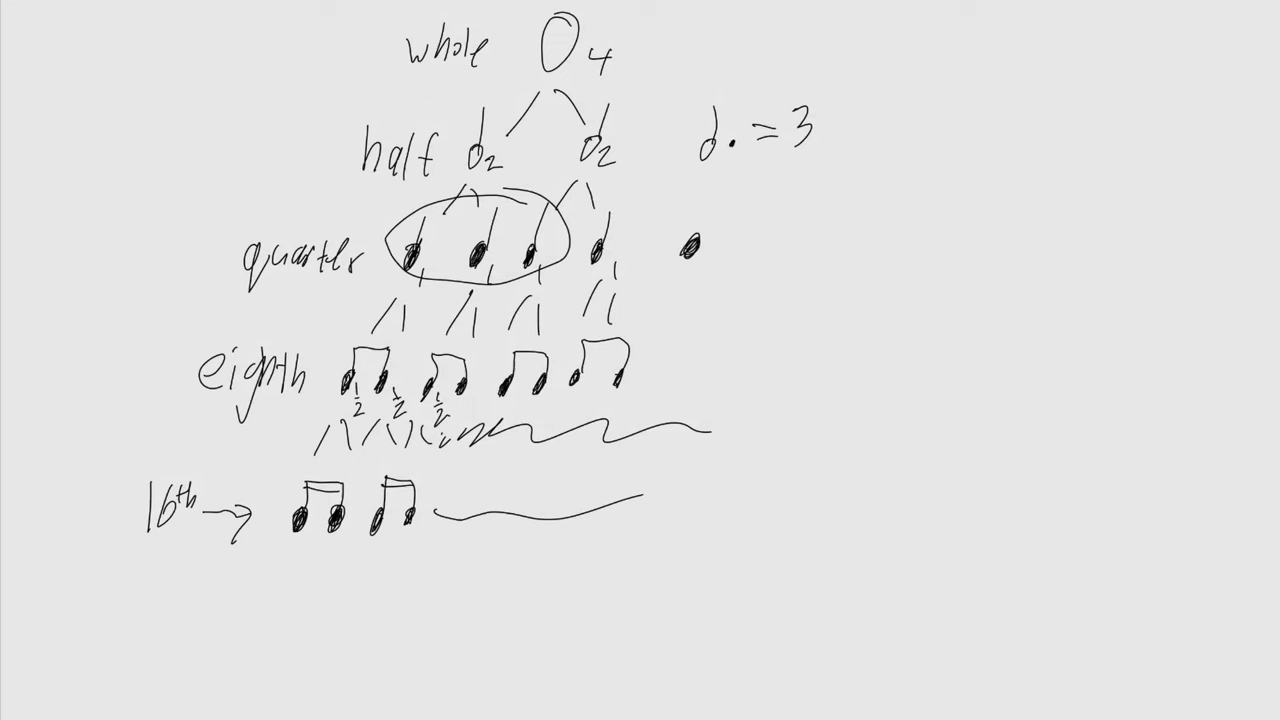 whole 4
half 2 2 = 3
quarter
eighth
1/2 1/2 1/2
16th →